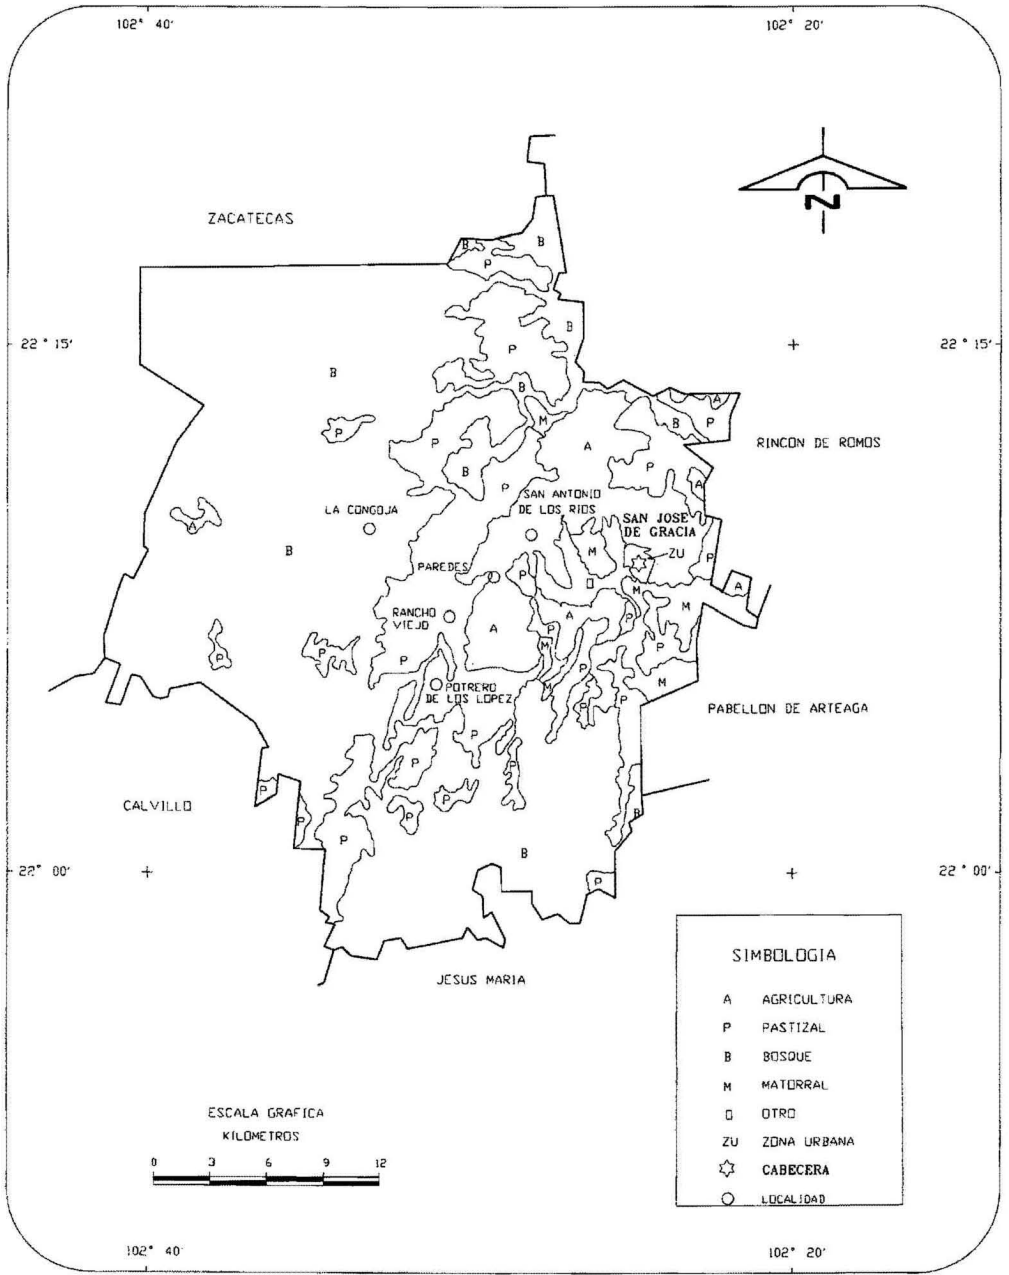 102° 40'
102° 20'
N
ZACATECAS
B
B
P
22° 15'
22° 15'
B
P
B
B
A
M
B
P
P
P
A
RINCON DE ROMOS
B
P
P
A
SAN ANTONIO
DE LOS RIOS
LA CONGOJA
SAN JOSE
DE GRACIA
A
B
M
ZU
P
PAREDES
P
O
A
M
M
RANCHO
VIEJO
A
P
A
P
M
P
P
P
P
P
M
POTRERO
DE LOS LOPEZ
M
P
P
PABELLON DE ARTEAGA
P
P
P
P
P
CALVILLO
P
P
B
P
B
22° 00'
22° 00'
P
JESUS MARIA
SIMBOLOGIA
A AGRICULTURA
P PASTIZAL
B BOSQUE
M MATORRAL
O OTRO
ZU ZONA URBANA
CABECERA
LOCALIDAD
ESCALA GRAFICA
KILOMETROS
0 3 6 9 12
102° 40'
102° 20'